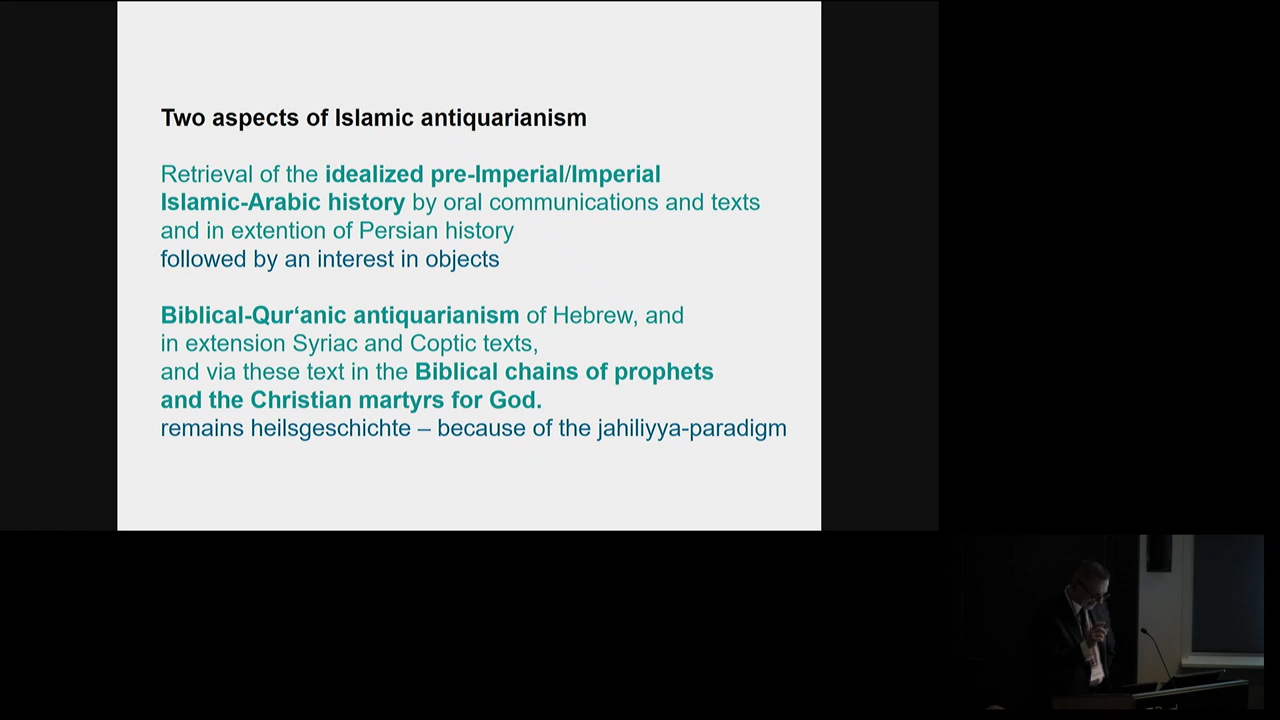 Two aspects of Islamic antiquarianism
Retrieval of the idealized pre-Imperial/Imperial
Islamic-Arabic history by oral communications and texts
and in extention of Persian history
followed by an interest in objects
Biblical-Qur‘anic antiquarianism of Hebrew, and
in extension Syriac and Coptic texts,
and via these text in the Biblical chains of prophets
and the Christian martyrs for God.
remains heilsgeschichte – because of the jahiliyya-paradigm